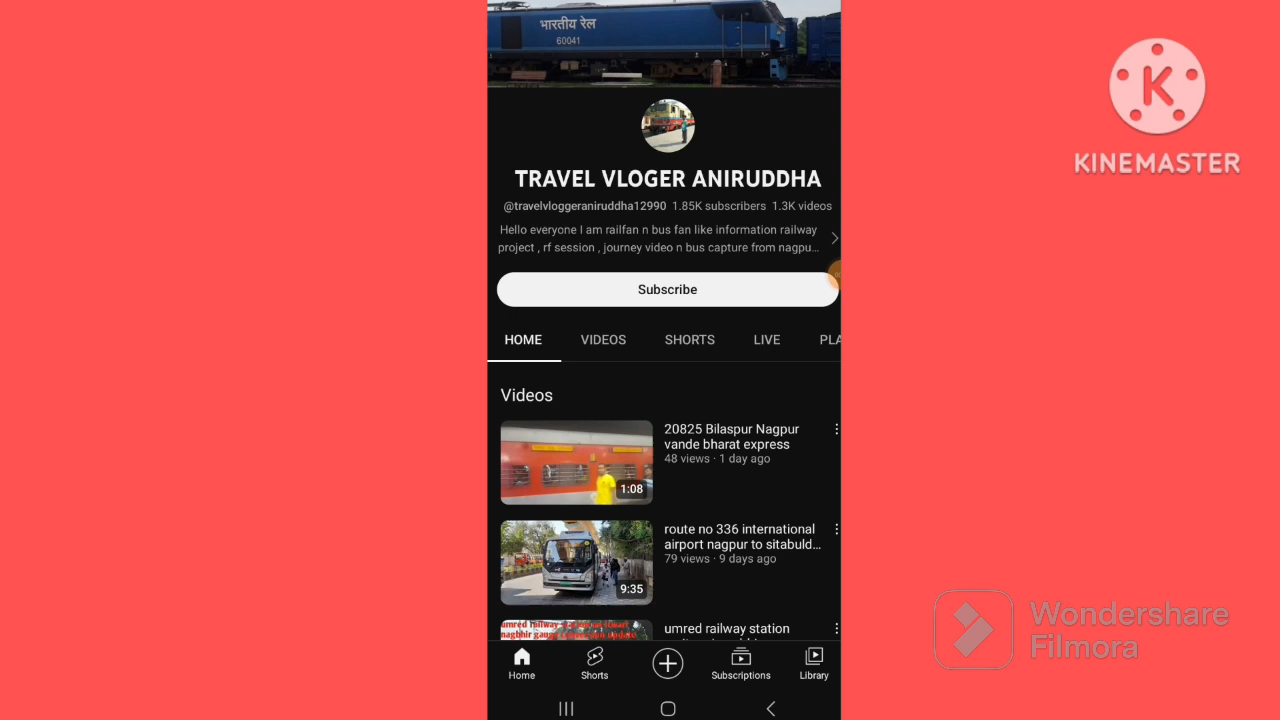 भारतीय रेल
60041
KINEMASTER
TRAVEL VLOGER ANIRUDDHA
@travelvloggeraniruddha12990 1.85K subscribers 1.3K videos
Hello everyone I am railfan n bus fan like information railway
project , rf session , journey video n bus capture from nagpu...
Subscribe
HOME VIDEOS SHORTS LIVE PLA
Videos
20825 Bilaspur Nagpur
vande bharat express
48 views · 1 day ago
1:08
route no 336 international
airport nagpur to sitabuld...
79 views · 9 days ago
9:35
umred railway station
Wondershare
Filmora
Home Shorts Subscriptions Library